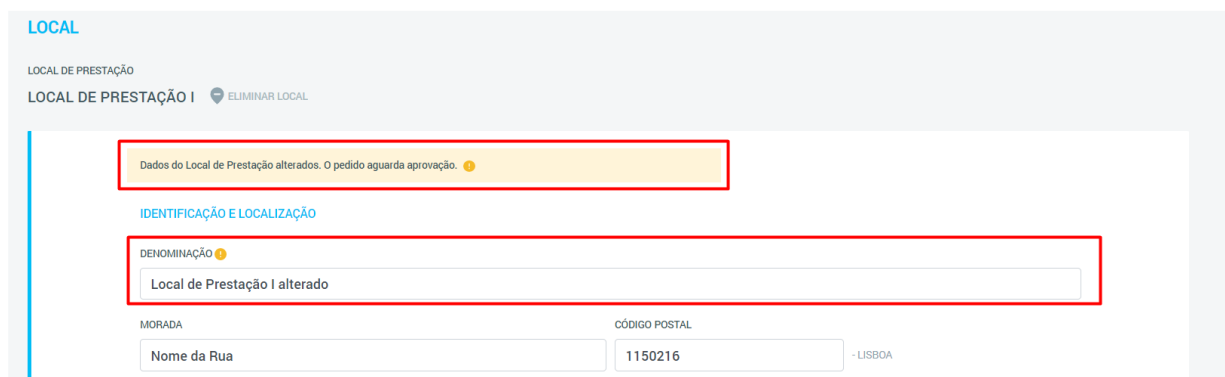 LOCAL
LOCAL DE PRESTAÇÃO
LOCAL DE PRESTAÇÃO I ELIMINAR LOCAL
Dados do Local de Prestação alterados. O pedido aguarda aprovação.
IDENTIFICAÇÃO E LOCALIZAÇÃO
DENOMINAÇÃO
Local de Prestação I alterado
MORADA CÓDIGO POSTAL
Nome da Rua 1150216 - LISBOA